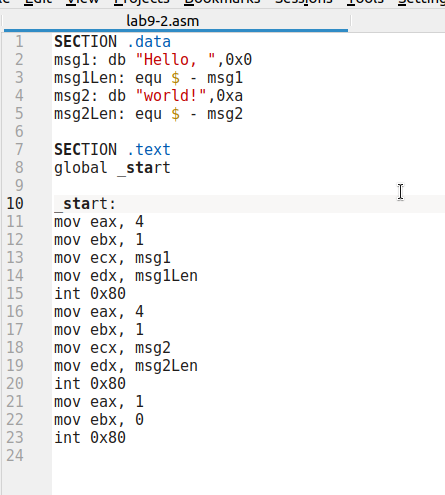 Edit View Projects Bookmarks Sessions Tools Settings
lab9-2.asm
1 SECTION .data
2 msg1: db "Hello, ",0x0
3 msg1Len: equ $ - msg1
4 msg2: db "world!",0xa
5 msg2Len: equ $ - msg2
6
7 SECTION .text
8 global _start
9
10 _start:
11 mov eax, 4
12 mov ebx, 1
13 mov ecx, msg1
14 mov edx, msg1Len
15 int 0x80
16 mov eax, 4
17 mov ebx, 1
18 mov ecx, msg2
19 mov edx, msg2Len
20 int 0x80
21 mov eax, 1
22 mov ebx, 0
23 int 0x80
24